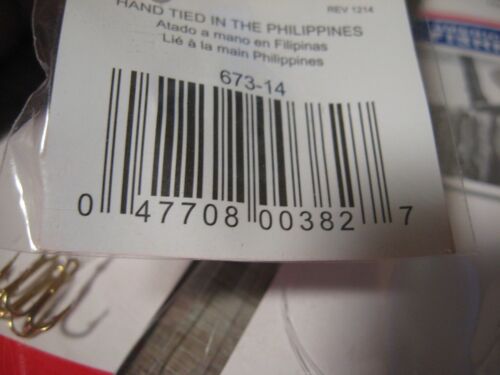 HAND TIED IN THE PHILIPPINES
REV 1214
Atado a mano en Filipinas
Lié à la main Philippines
673-14
0 47708 00382 7